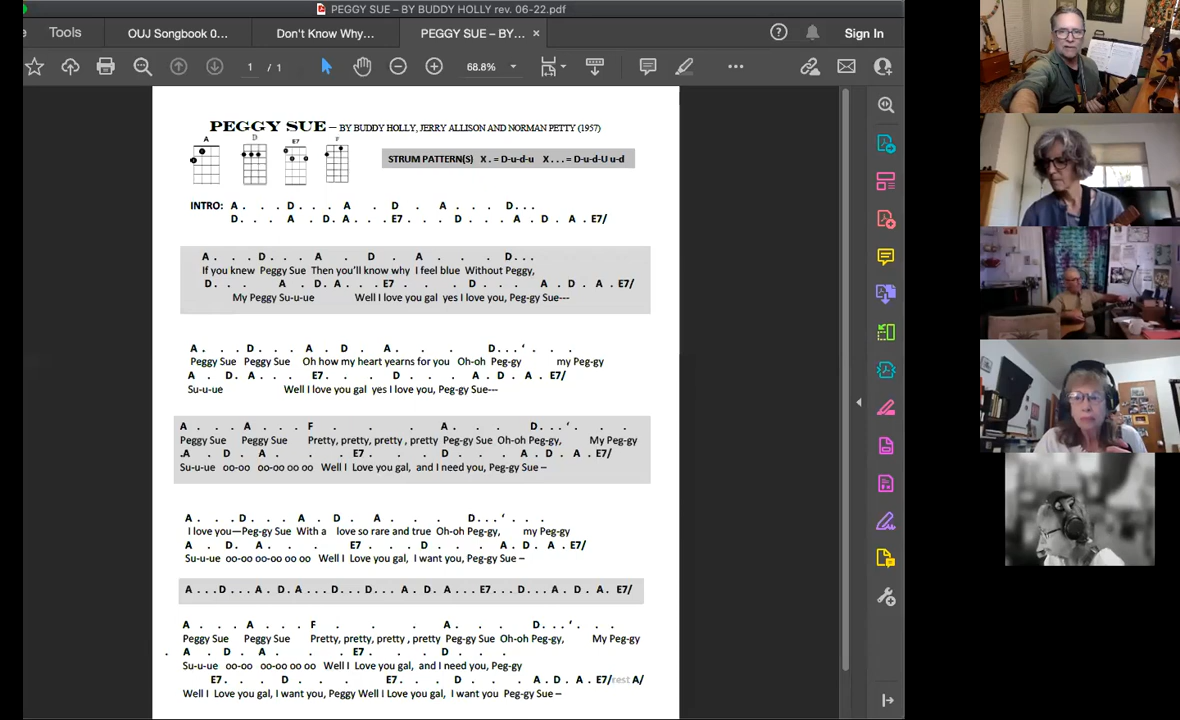 PEGGY SUE – BY BUDDY HOLLY rev. 06-22.pdf
Tools OUJ Songbook 0... Don't Know Why... PEGGY SUE – BY... × Sign In
1 / 1 68.8%
PEGGY SUE – BY BUDDY HOLLY, JERRY ALLISON AND NORMAN PETTY (1957)
A D E7 F
STRUM PATTERN(S) X . = D-u-d-u X . . . = D-u-d-U u-d
INTRO: A . . . D . . . A . D . A . . . D . . .
D . . . A . D . A . . . E7 . . . D . . . A . D . A . E7/
A . . . D . . . A . D . A . . . D . . .
If you knew Peggy Sue Then you'll know why I feel blue Without Peggy,
D . . . A . D . A . . . E7 . . . D . . . A . D . A . E7/
My Peggy Su-u-ue Well I love you gal yes I love you, Peg-gy Sue---
A . . . D . . . A . D . A . . . D . . . ‘ . . .
Peggy Sue Peggy Sue Oh how my heart yearns for you Oh-oh Peg-gy my Peg-gy
A . D . A . . . E7 . . . D . . . A . D . A . E7/
Su-u-ue Well I love you gal yes I love you, Peg-gy Sue---
A . . . A . . . F . . . A . . . D . . . ‘ . . .
Peggy Sue Peggy Sue Pretty, pretty, pretty , pretty Peg-gy Sue Oh-oh Peg-gy, My Peg-gy
.A . D . A . . . E7 . . . D . . . A . D . A . E7/
Su-u-ue oo-oo oo-oo oo oo Well I Love you gal, and I need you, Peg-gy Sue –
A . . . D . . . A . D . A . . . D . . . ‘ . . .
I love you—Peg-gy Sue With a love so rare and true Oh-oh Peg-gy, my Peg-gy
A . D . A . . . E7 . . . D . . . A . D . A . E7/
Su-u-ue oo-oo oo-oo oo oo Well I Love you gal, I want you, Peg-gy Sue –
A . . . D . . . A . D . A . . . D . . . D . . . A . D . A . . . E7 . . . D . . . A . D . A . E7/
A . . . A . . . F . . . A . . . D . . . ‘ . . .
Peggy Sue Peggy Sue Pretty, pretty, pretty , pretty Peg-gy Sue Oh-oh Peg-gy, My Peg-gy
. A . D . A . . . E7 . . . D . . .
Su-u-ue oo-oo oo-oo oo oo Well I Love you gal, and I need you, Peg-gy
E7 . . . D . . . E7 . . . D . . . A . D . A . E7/rest A/
Well I Love you gal, I want you, Peggy Well I Love you gal, I want you Peg-gy Sue –